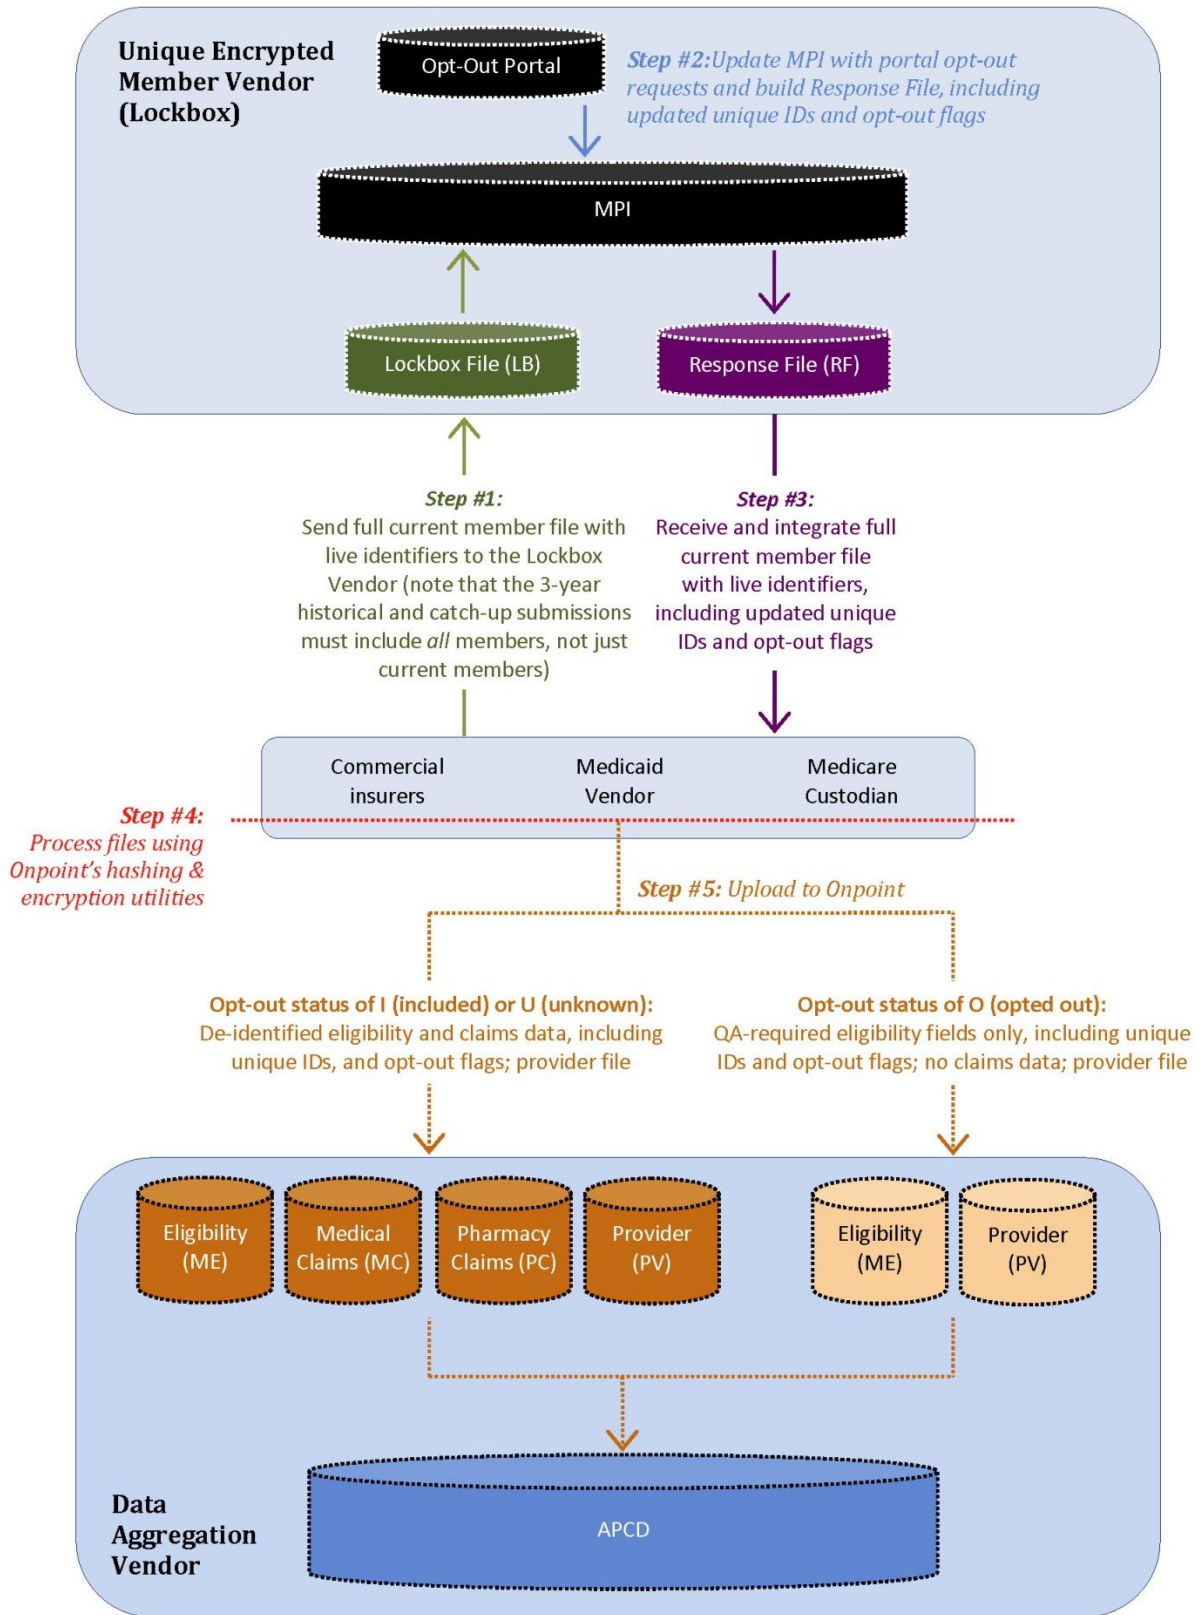 Unique Encrypted
Member Vendor
(Lockbox)
Opt-Out Portal
Step #2:Update MPI with portal opt-out
requests and build Response File, including
updated unique IDs and opt-out flags
MPI
Lockbox File (LB)
Response File (RF)
Step #1:
Send full current member file with
live identifiers to the Lockbox
Vendor (note that the 3-year
historical and catch-up submissions
must include all members, not just
current members)
Step #3:
Receive and integrate full
current member file
with live identifiers,
including updated unique
IDs and opt-out flags
Commercial
insurers
Medicaid
Vendor
Medicare
Custodian
Step #4:
Process files using
Onpoint's hashing &
encryption utilities
Step #5: Upload to Onpoint
Opt-out status of I (included) or U (unknown):
De-identified eligibility and claims data, including
unique IDs, and opt-out flags; provider file
Opt-out status of O (opted out):
QA-required eligibility fields only, including unique
IDs and opt-out flags; no claims data; provider file
Eligibility
(ME)
Medical
Claims (MC)
Pharmacy
Claims (PC)
Provider
(PV)
Eligibility
(ME)
Provider
(PV)
APCD
Data
Aggregation
Vendor